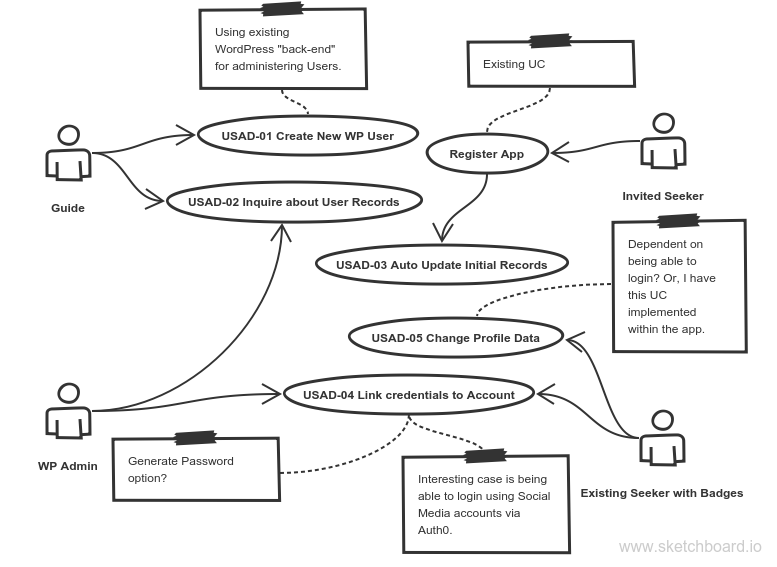 Using existing
WordPress "back-end"
for administering Users.
Existing UC
USAD-01 Create New WP User
Register App
Guide
USAD-02 Inquire about User Records
Invited Seeker
Dependent on
being able to
login? Or, I have
this UC
implemented
within the app.
USAD-03 Auto Update Initial Records
USAD-05 Change Profile Data
USAD-04 Link credentials to Account
WP Admin
Generate Password
option?
Interesting case is being
able to login using Social
Media accounts via
Auth0.
Existing Seeker with Badges
www.sketchboard.io